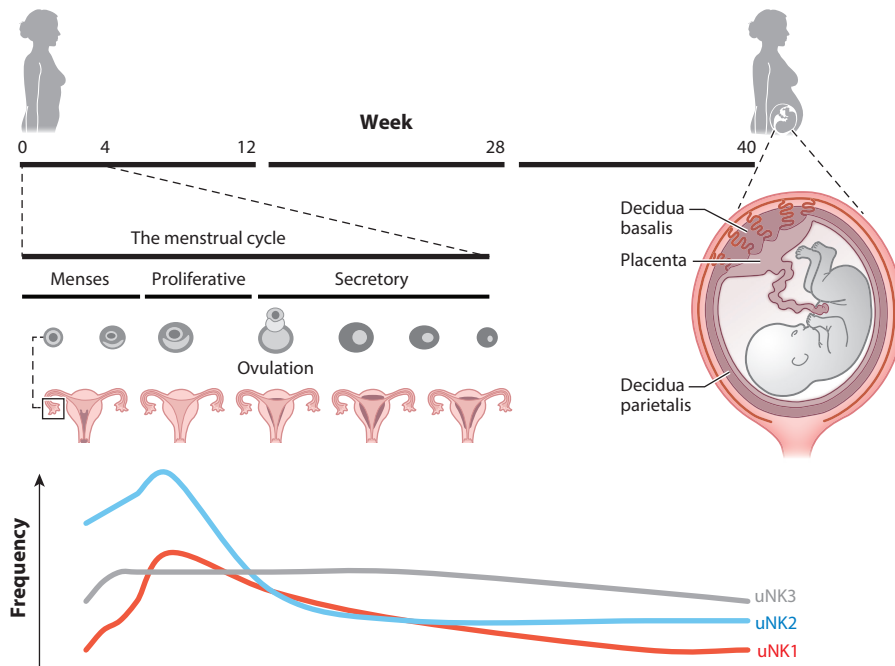 Week
0 4 12 28 40
The menstrual cycle
Menses Proliferative Secretory
Ovulation
Decidua
basalis
Placenta
Decidua
parietalis
Frequency
uNK3
uNK2
uNK1